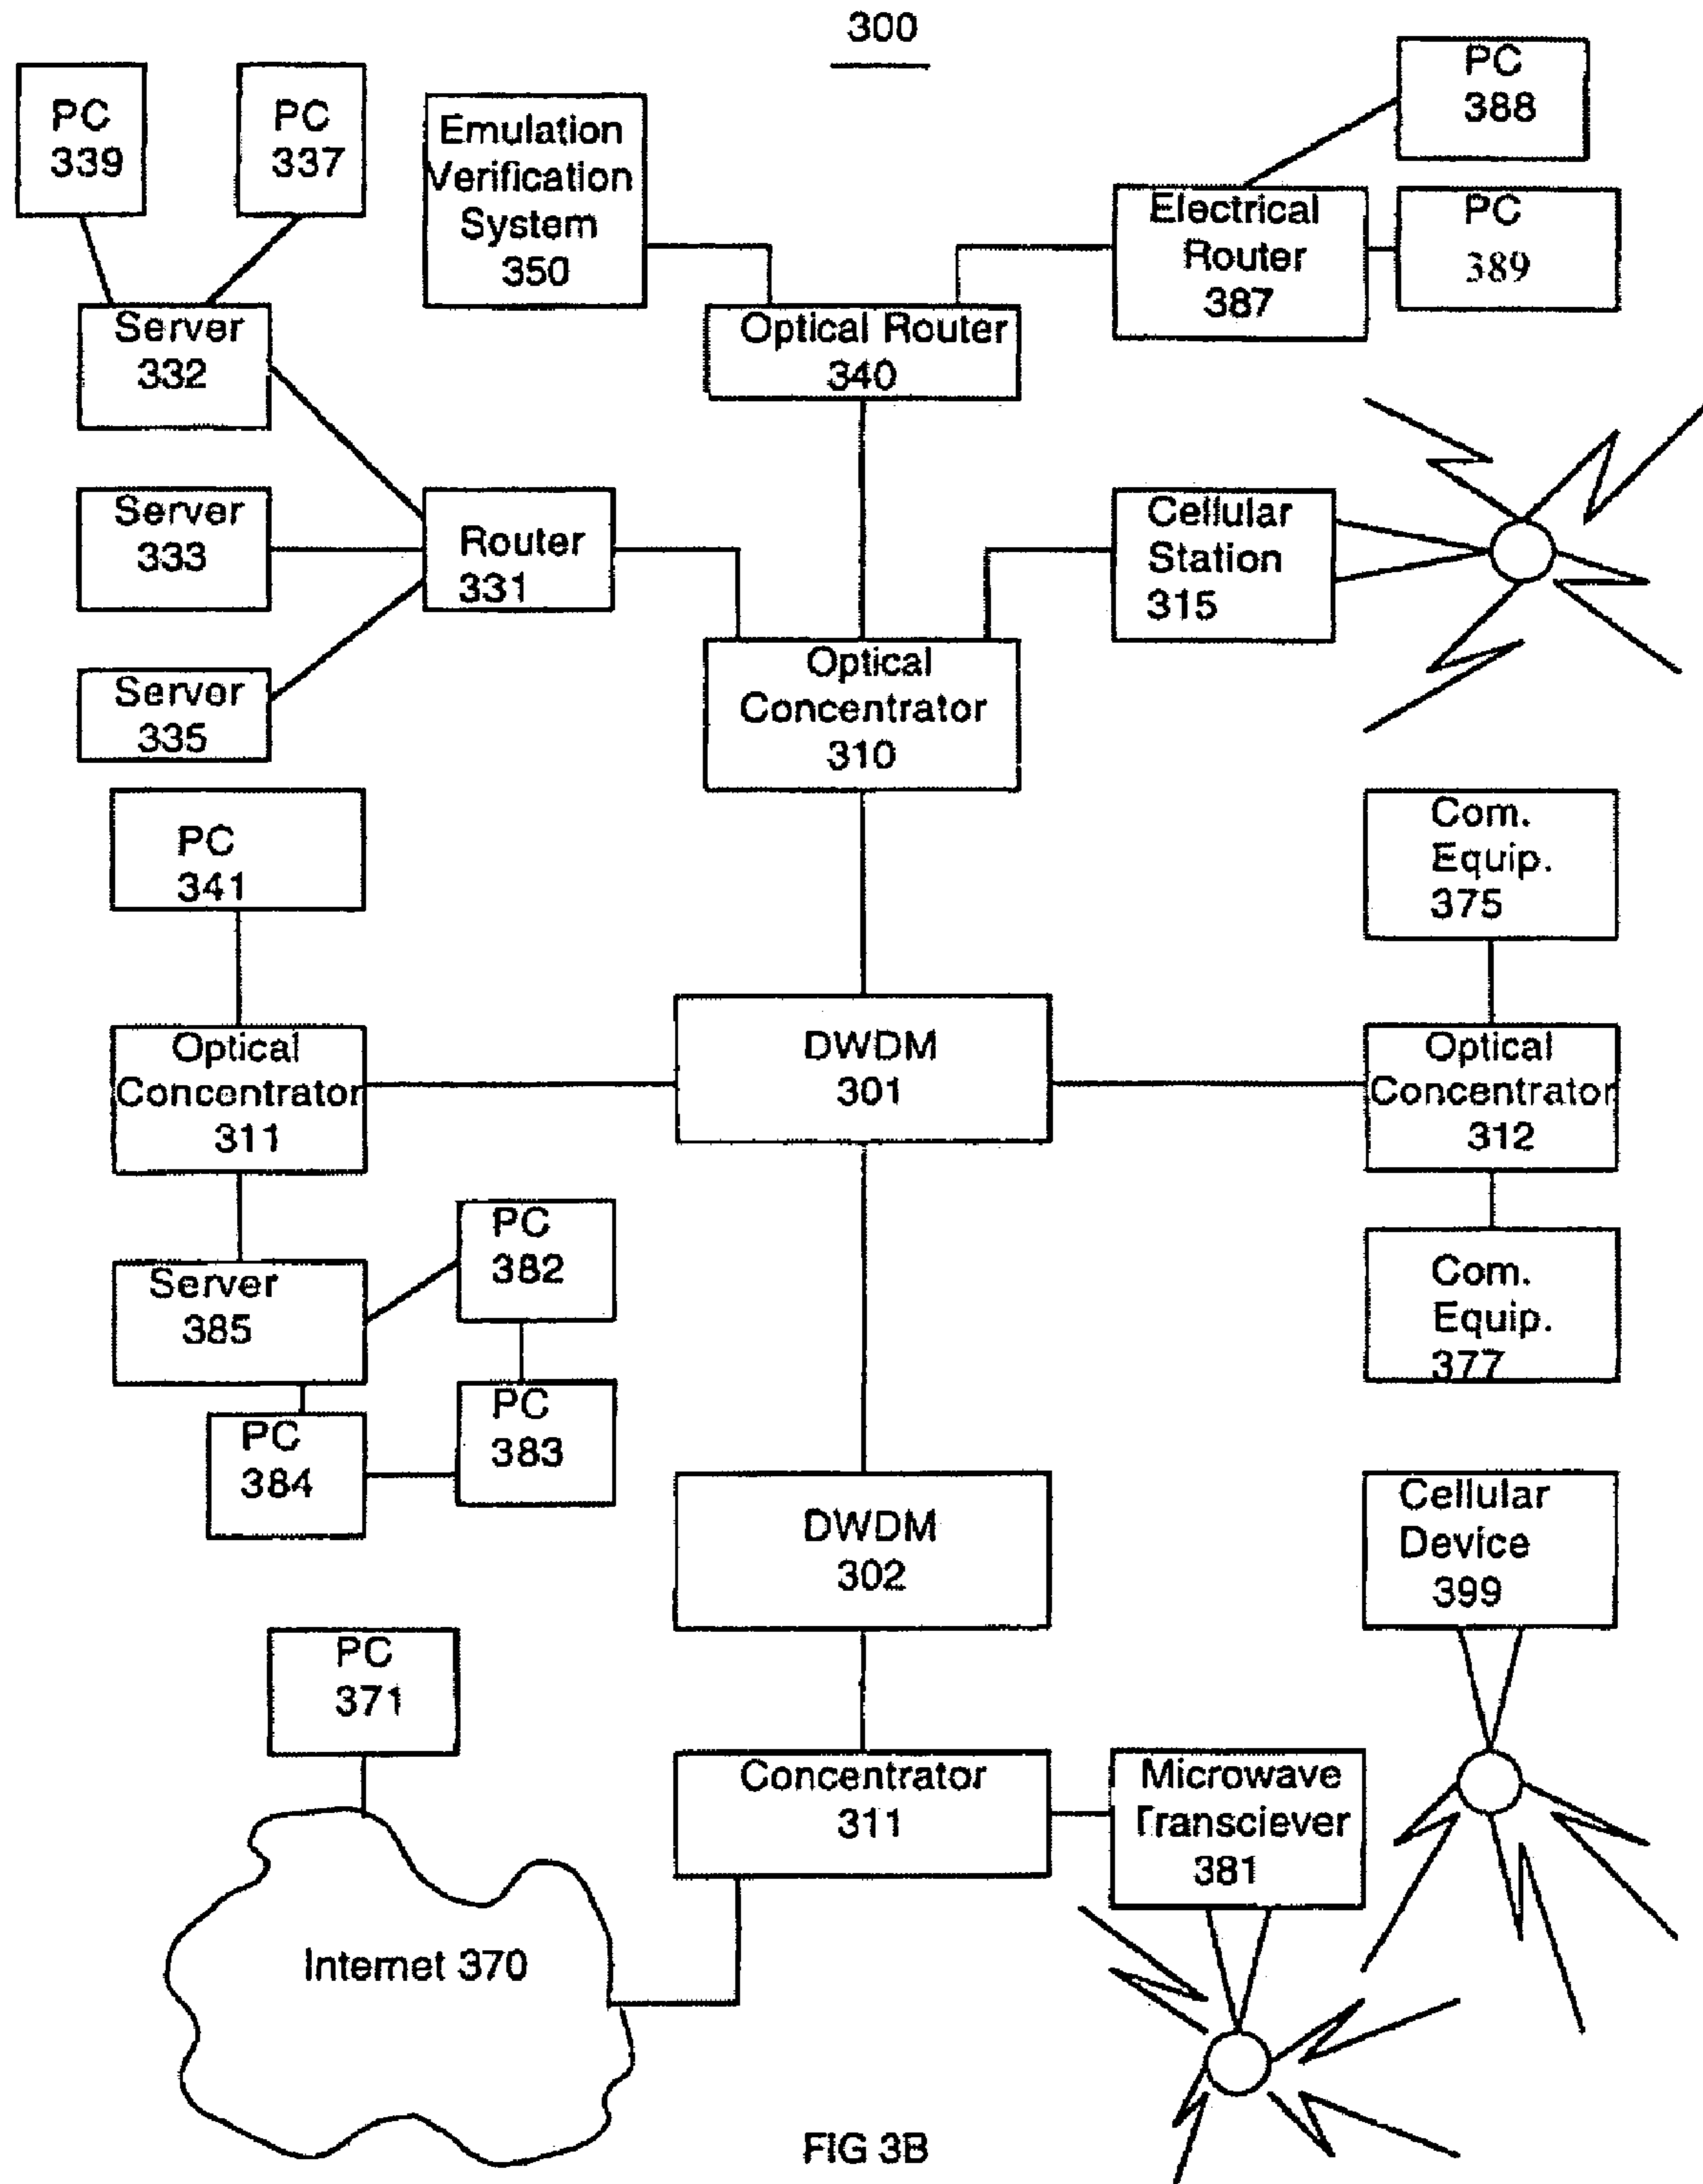 300
PC
339
PC
337
Emulation
Verification
System
350
PC
388
Electrical
Router
387
PC
389
Server
332
Optical Router
340
Server
333
Router
331
Cellular
Station
315
Server
335
Optical
Concentrator
310
PC
341
Com.
Equip.
375
Optical
Concentrator
311
DWDM
301
Optical
Concentrator
312
Server
385
PC
382
Com.
Equip.
377
PC
384
PC
383
DWDM
302
Cellular
Device
399
PC
371
Concentrator
311
Microwave
Transciever
381
Internet 370
FIG 3B